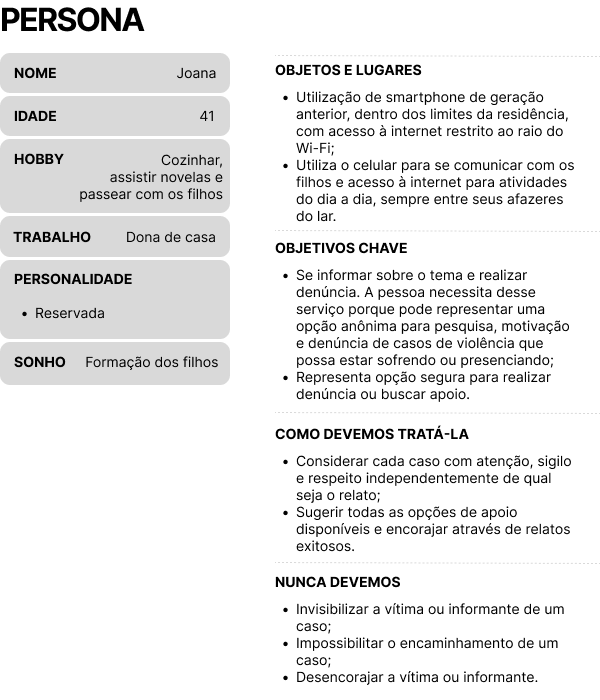 PERSONA
NOME Joana
IDADE 41
HOBBY Cozinhar,
assistir novelas e
passear com os filhos
TRABALHO Dona de casa
PERSONALIDADE
• Reservada
SONHO Formação dos filhos
OBJETOS E LUGARES
• Utilização de smartphone de geração
anterior, dentro dos limites da residência,
com acesso à internet restrito ao raio do
Wi-Fi;
• Utiliza o celular para se comunicar com os
filhos e acesso à internet para atividades
do dia a dia, sempre entre seus afazeres
do lar.
OBJETIVOS CHAVE
• Se informar sobre o tema e realizar
denúncia. A pessoa necessita desse
serviço porque pode representar uma
opção anônima para pesquisa, motivação
e denúncia de casos de violência que
possa estar sofrendo ou presenciando;
• Representa opção segura para realizar
denúncia ou buscar apoio.
COMO DEVEMOS TRATÁ-LA
• Considerar cada caso com atenção, sigilo
e respeito independentemente de qual
seja o relato;
• Sugerir todas as opções de apoio
disponíveis e encorajar através de relatos
exitosos.
NUNCA DEVEMOS
• Invisibilizar a vítima ou informante de um
caso;
• Impossibilitar o encaminhamento de um
caso;
• Desencorajar a vítima ou informante.